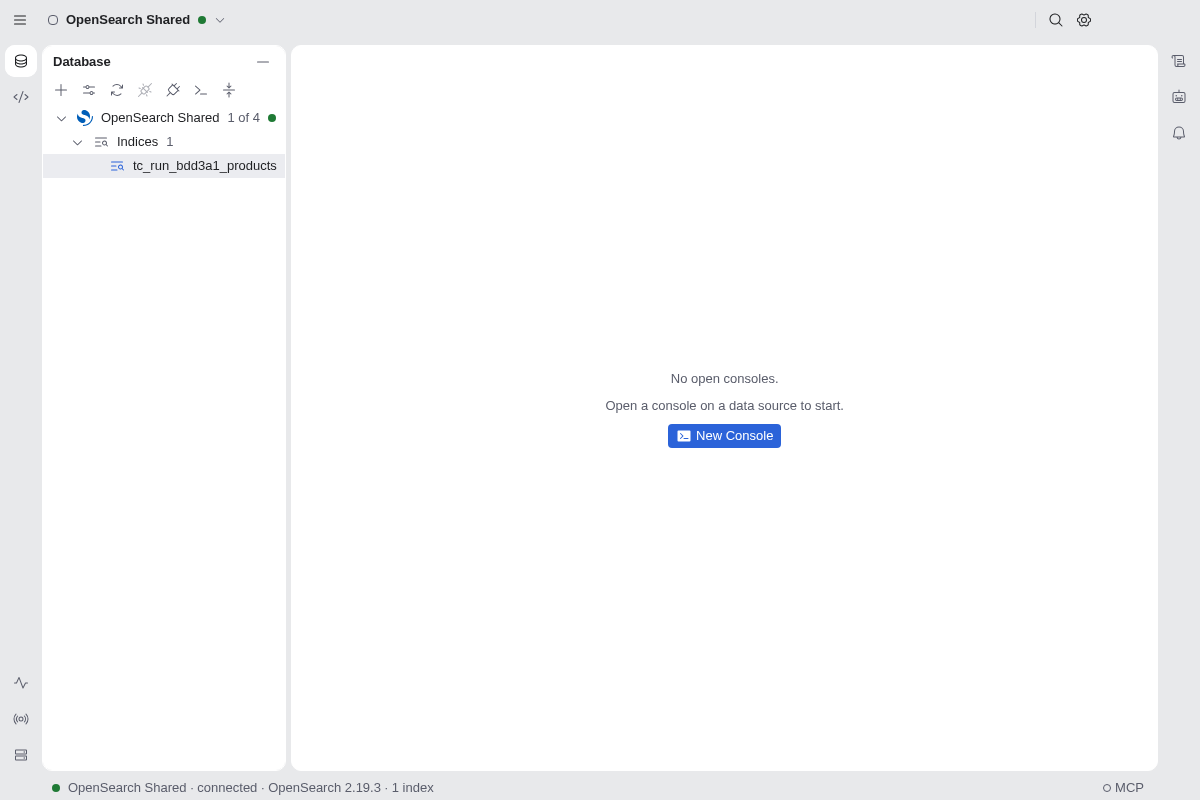 OpenSearch Shared
Database
OpenSearch Shared 1 of 4
Indices 1
tc_run_bdd3a1_products
No open consoles.
Open a console on a data source to start.
New Console
OpenSearch Shared · connected · OpenSearch 2.19.3 · 1 index
MCP